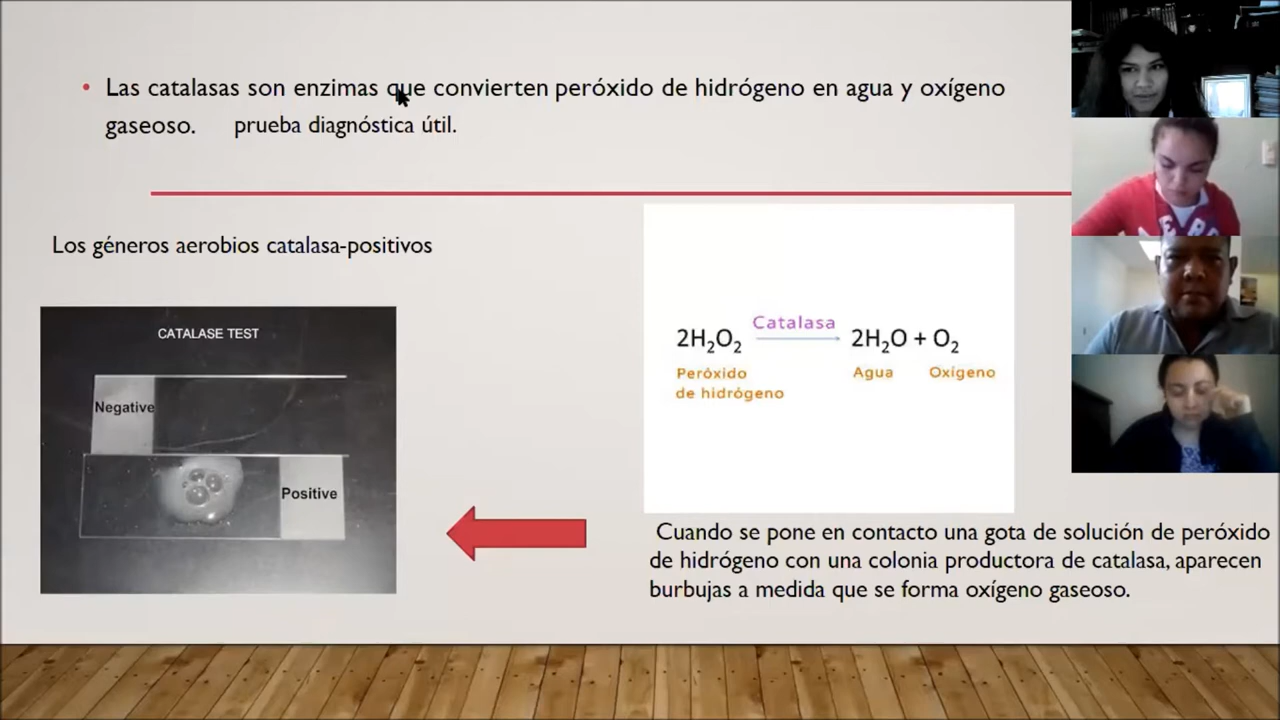 • Las catalasas son enzimas que convierten peróxido de hidrógeno en agua y oxígeno
gaseoso. prueba diagnóstica útil.
Los géneros aerobios catalasa-positivos
CATALASE TEST
Negative
Positive
Catalasa
2H₂O₂ 2H₂O + O₂
Peróxido
de hidrógeno
Agua
Oxígeno
Cuando se pone en contacto una gota de solución de peróxido
de hidrógeno con una colonia productora de catalasa, aparecen
burbujas a medida que se forma oxígeno gaseoso.